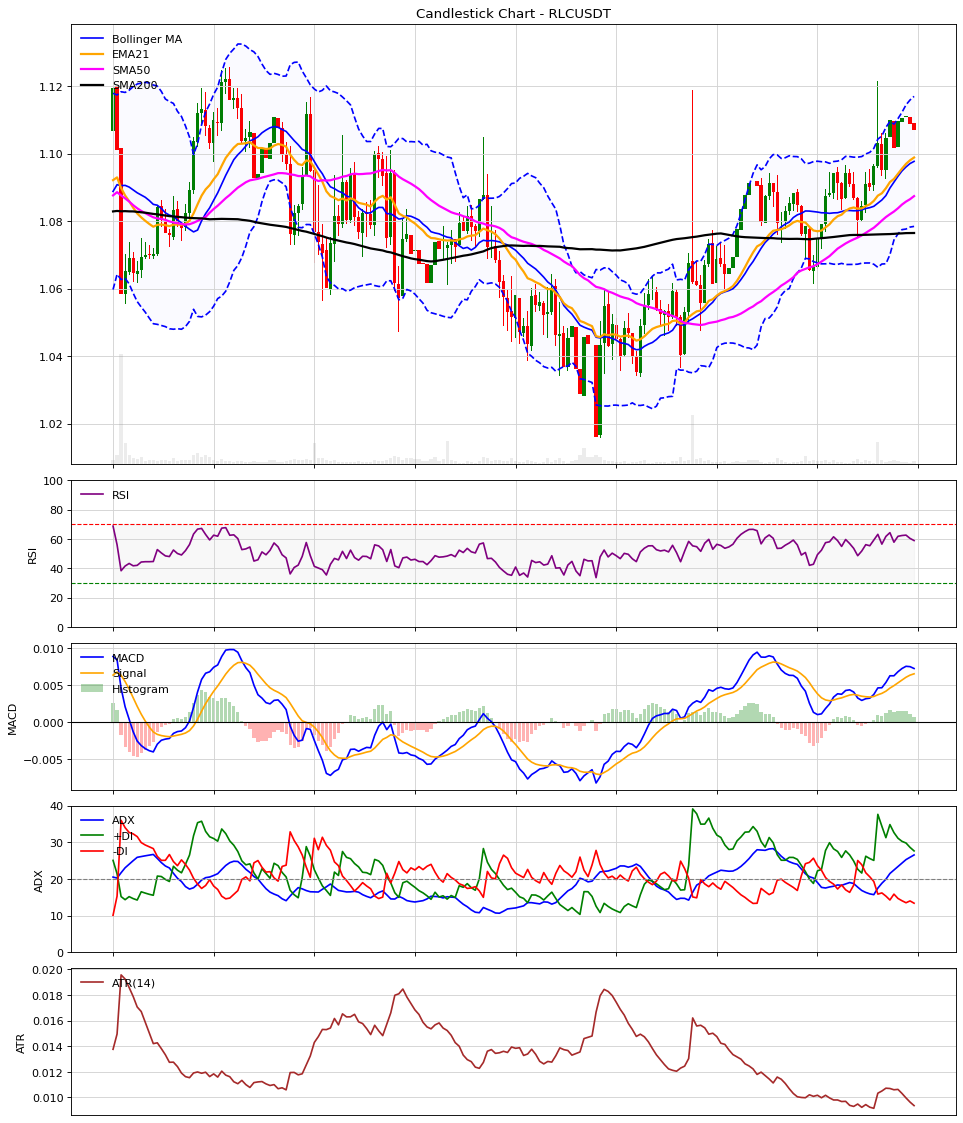 Candlestick Chart - RLCUSDT
Bollinger MA
EMA21
SMA50
SMA200
1.12
1.10
1.08
1.06
1.04
1.02
RSI
100
80
60
40
20
0
RSI
MACD
Signal
Histogram
0.010
0.005
0.000
−0.005
MACD
ADX
+DI
-DI
40
30
20
10
0
ADX
ATR(14)
0.020
0.018
0.016
0.014
0.012
0.010
ATR